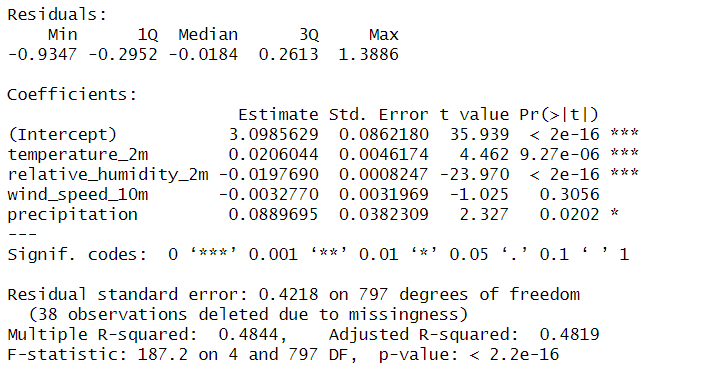 Residuals:
    Min      1Q  Median      3Q     Max
-0.9347 -0.2952 -0.0184  0.2613  1.3886

Coefficients:
                       Estimate Std. Error t value Pr(>|t|)
(Intercept)           3.0985629  0.0862180  35.939  < 2e-16 ***
temperature_2m        0.0206044  0.0046174   4.462 9.27e-06 ***
relative_humidity_2m -0.0197690  0.0008247 -23.970  < 2e-16 ***
wind_speed_10m       -0.0032770  0.0031969  -1.025   0.3056
precipitation         0.0889695  0.0382309   2.327   0.0202 *
---
Signif. codes:  0 ‘***’ 0.001 ‘**’ 0.01 ‘*’ 0.05 ‘.’ 0.1 ‘ ’ 1

Residual standard error: 0.4218 on 797 degrees of freedom
  (38 observations deleted due to missingness)
Multiple R-squared:  0.4844,    Adjusted R-squared:  0.4819
F-statistic: 187.2 on 4 and 797 DF,  p-value: < 2.2e-16